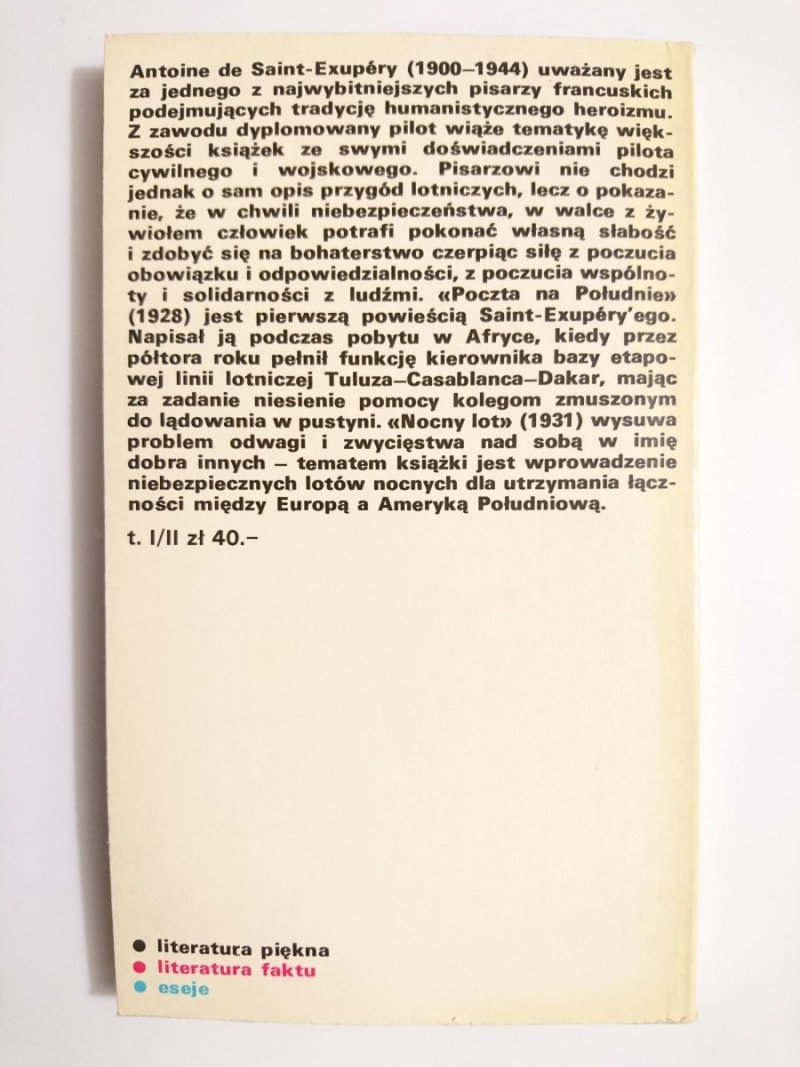 Antoine de Saint-Exupéry (1900–1944) uważany jest
za jednego z najwybitniejszych pisarzy francuskich
podejmujących tradycję humanistycznego heroizmu.
Z zawodu dyplomowany pilot wiąże tematykę więk-
szości książek ze swymi doświadczeniami pilota
cywilnego i wojskowego. Pisarzowi nie chodzi
jednak o sam opis przygód lotniczych, lecz o pokaza-
nie, że w chwili niebezpieczeństwa, w walce z ży-
wiołem człowiek potrafi pokonać własną słabość
i zdobyć się na bohaterstwo czerpiąc siłę z poczucia
obowiązku i odpowiedzialności, z poczucia wspólno-
ty i solidarności z ludźmi. «Poczta na Południe»
(1928) jest pierwszą powieścią Saint-Exupéry'ego.
Napisał ją podczas pobytu w Afryce, kiedy przez
półtora roku pełnił funkcję kierownika bazy etapo-
wej linii lotniczej Tuluza–Casablanca–Dakar, mając
za zadanie niesienie pomocy kolegom zmuszonym
do lądowania w pustyni. «Nocny lot» (1931) wysuwa
problem odwagi i zwycięstwa nad sobą w imię
dobra innych – tematem książki jest wprowadzenie
niebezpiecznych lotów nocnych dla utrzymania łącz-
ności między Europą a Ameryką Południową.
t. I/II zł 40.–
● literatura piękna
● literatura faktu
● eseje